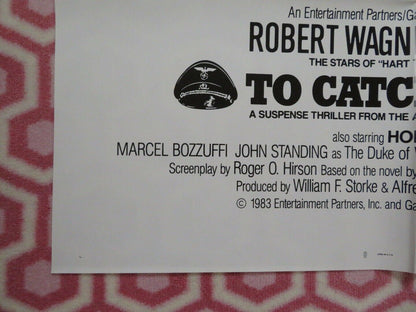 An Entertainment Partners/Ga
ROBERT WAGN
THE STARS OF "HART
TO CATC
A SUSPENSE THRILLER FROM THE A
also starring HO
MARCEL BOZZUFFI JOHN STANDING as The Duke of
Screenplay by Roger O. Hirson Based on the novel by
Produced by William F. Storke & Alfre
© 1983 Entertainment Partners, Inc. and Ga